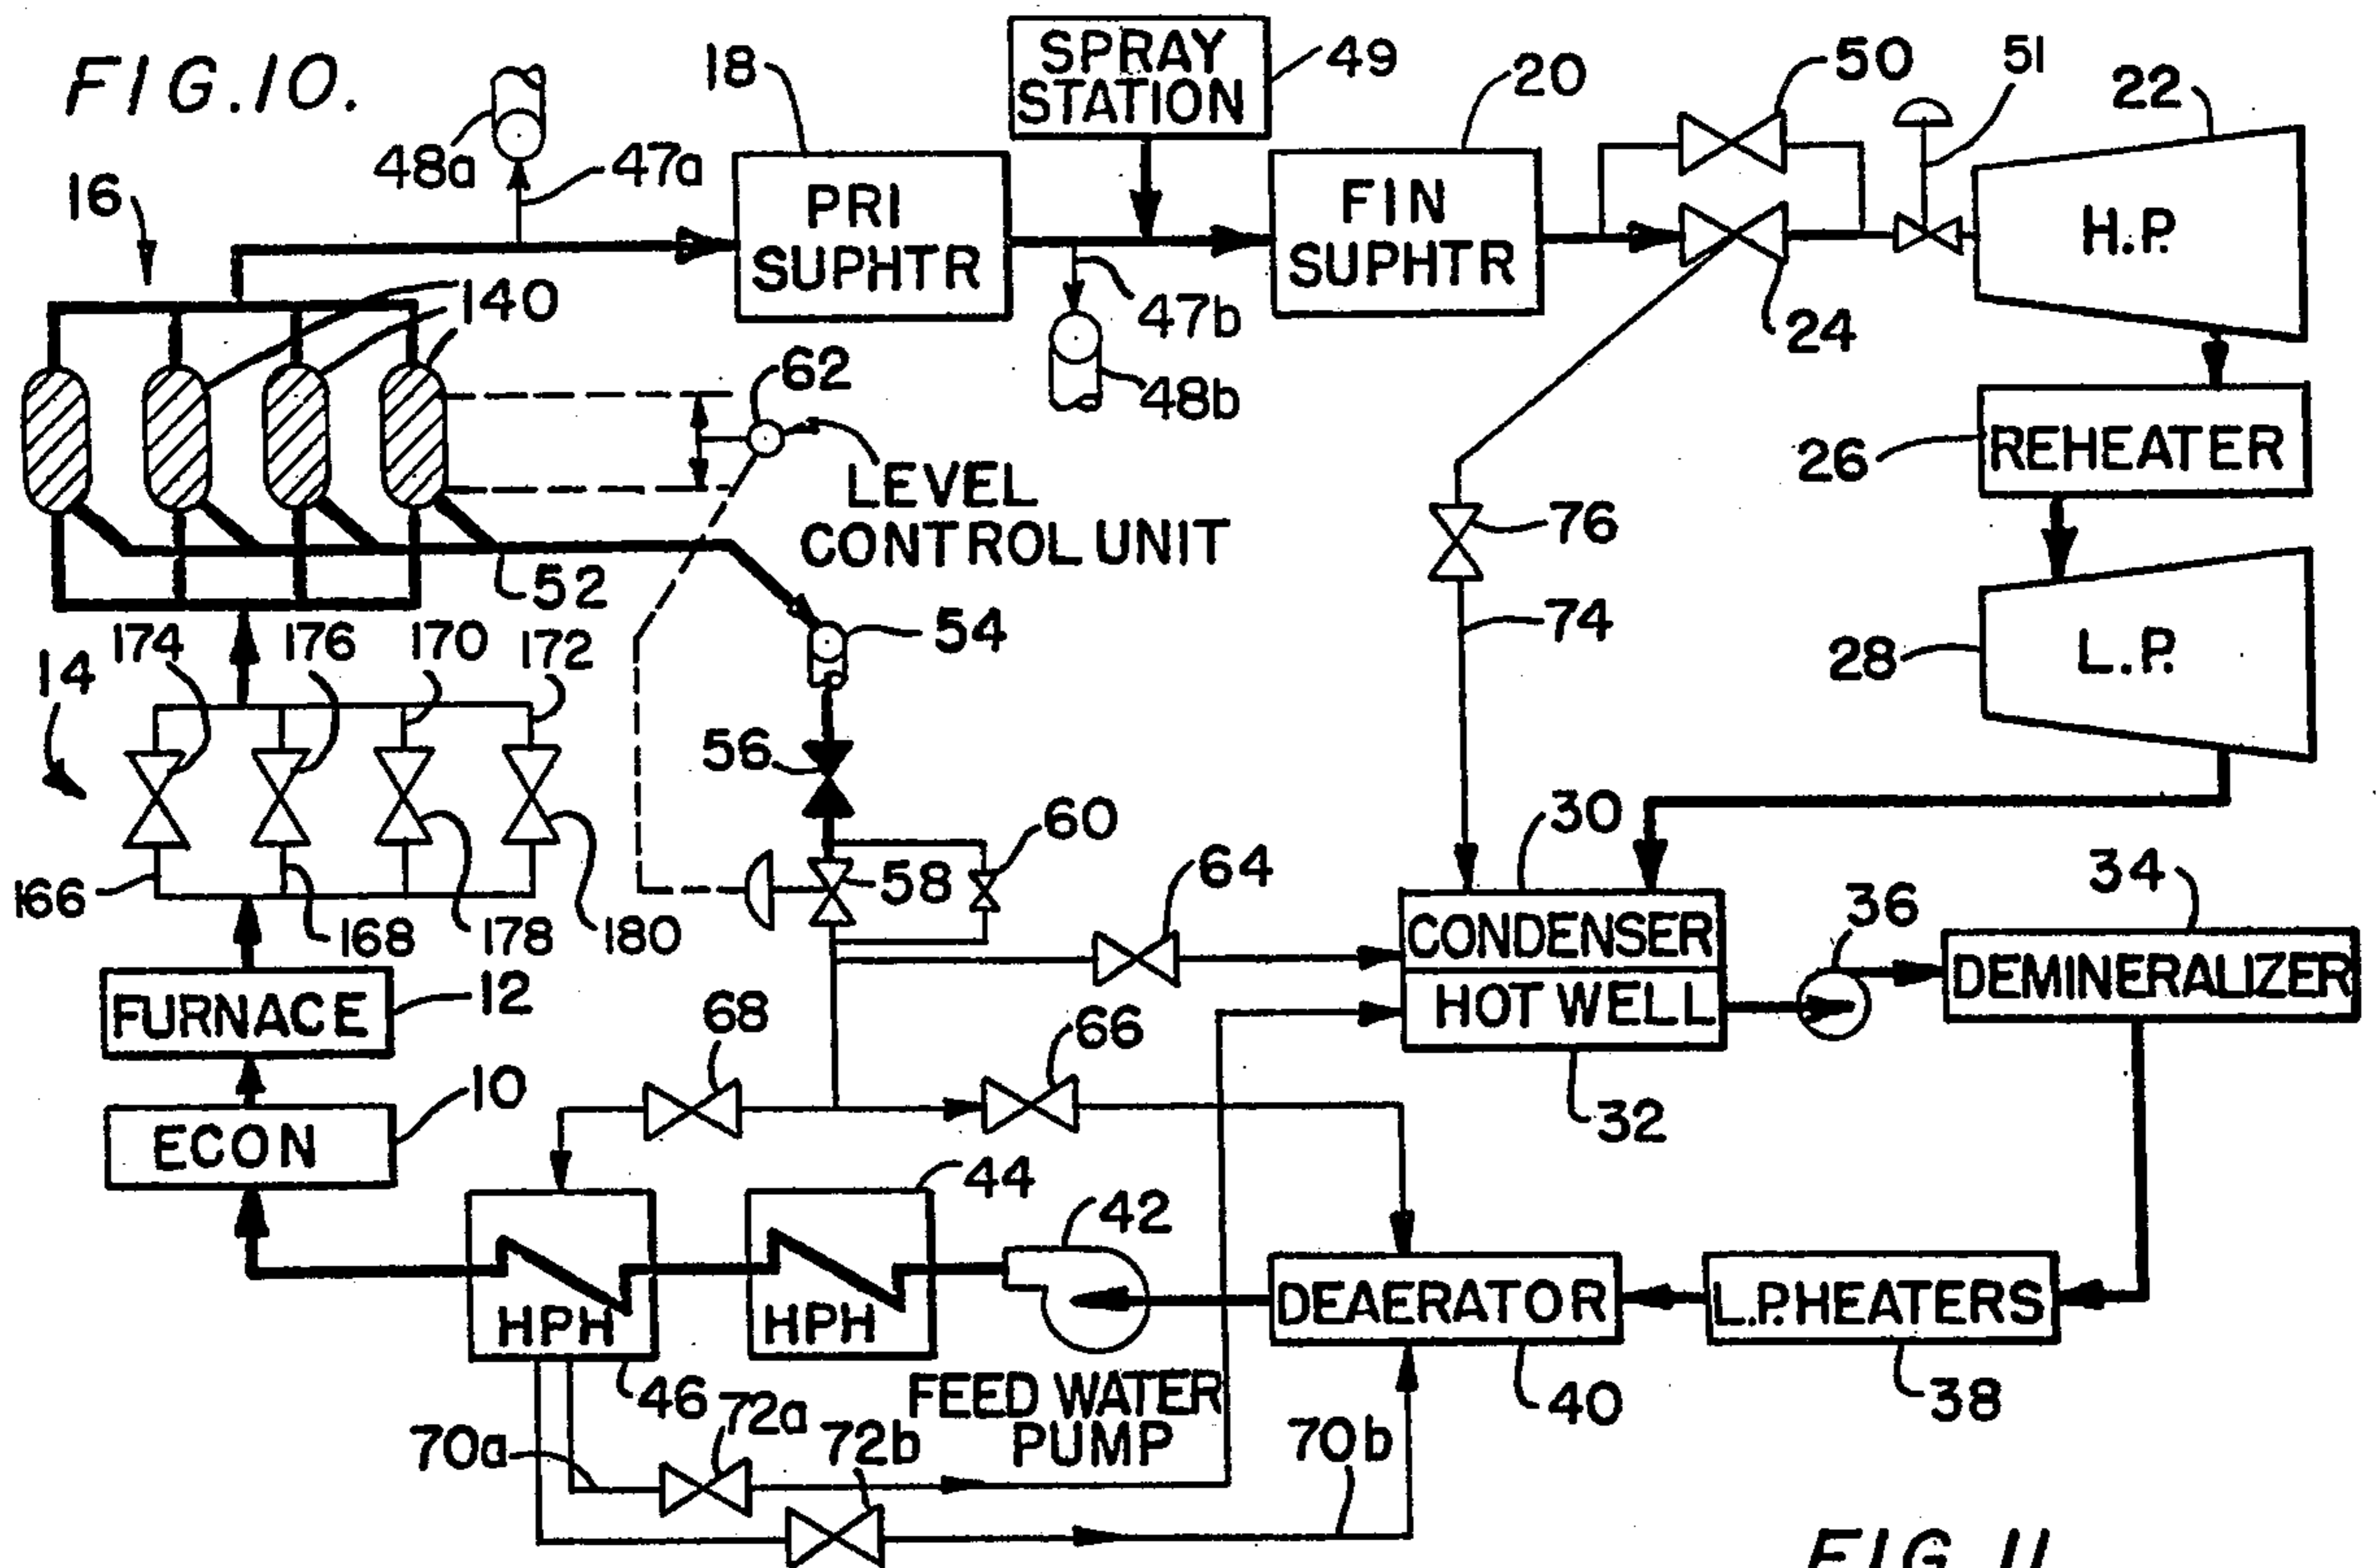 FIG.10.
48a
47a
18
SPRAY
STATION
49
20
50
51
22
16
PRI
SUPHTR
FIN
SUPHTR
H.P.
140
47b
48b
24
62
LEVEL
CONTROL UNIT
26
REHEATER
76
52
74
54
28
L.P.
14
174
176
170
172
56
60
58
64
30
34
36
166
168
178
180
CONDENSER
HOT WELL
DEMINERALIZER
FURNACE
12
68
66
32
10
ECON
44
42
HPH
HPH
DEAERATOR
L.P. HEATERS
46
FEED WATER
PUMP
40
38
70a
72a
72b
70b
FIG. 11